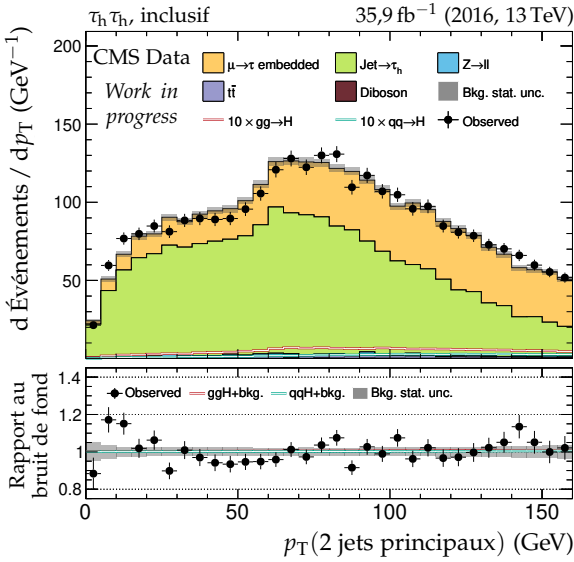 τhτh, inclusif 35,9 fb⁻¹ (2016, 13 TeV)
CMS Data
Work in
progress
μ→τ embedded Jet→τh Z→ll
tt̄ Diboson Bkg. stat. unc.
10 × gg→H 10 × qq→H Observed
d Événements / dpT (GeV⁻¹)
200
150
100
50
Observed ggH+bkg. qqH+bkg. Bkg. stat. unc.
Rapport au
bruit de fond
1.4
1.2
1
0.8
0 50 100 150
pT(2 jets principaux) (GeV)